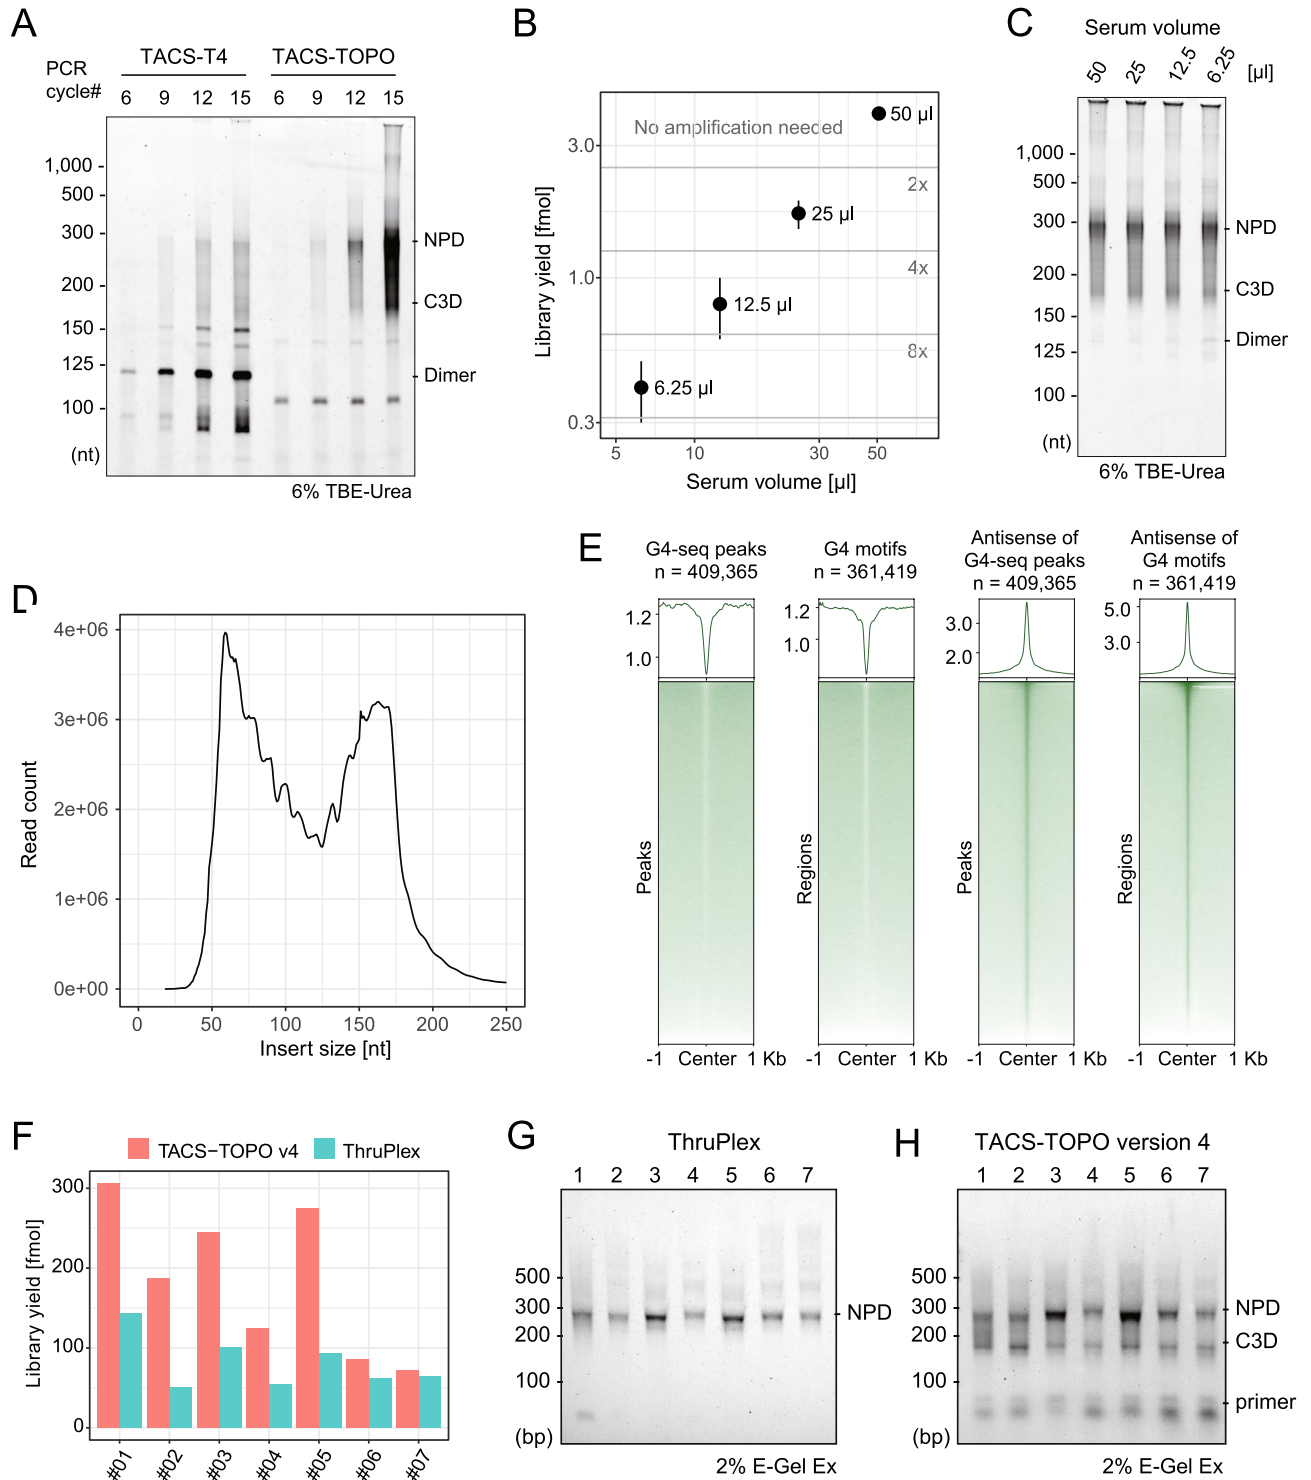 A
TACS-T4 TACS-TOPO
PCR
cycle#
6 9 12 15 6 9 12 15
1,000
500
300
200
150
125
100
(nt)
NPD
C3D
Dimer
6% TBE-Urea
B
Library yield [fmol]
3.0
1.0
0.3
No amplification needed
50 µl
2x
25 µl
4x
12.5 µl
8x
6.25 µl
5 10 30 50
Serum volume [µl]
C
Serum volume
50 25 12.5 6.25 [µl]
1,000
500
300
200
150
125
100
(nt)
NPD
C3D
Dimer
6% TBE-Urea
D
Read count
4e+06
3e+06
2e+06
1e+06
0e+00
0 50 100 150 200 250
Insert size [nt]
E
G4-seq peaks
n = 409,365
1.2
1.0
Peaks
-1 Center 1 Kb
G4 motifs
n = 361,419
1.2
1.0
Regions
-1 Center 1 Kb
Antisense of
G4-seq peaks
n = 409,365
3.0
2.0
Peaks
-1 Center 1 Kb
Antisense of
G4 motifs
n = 361,419
5.0
3.0
Regions
-1 Center 1 Kb
F
TACS−TOPO v4 ThruPlex
Library yield [fmol]
300
200
100
0
#01 #02 #03 #04 #05 #06 #07
G
ThruPlex
1 2 3 4 5 6 7
500
300
200
100
(bp)
NPD
2% E-Gel Ex
H
TACS-TOPO version 4
1 2 3 4 5 6 7
500
300
200
100
(bp)
NPD
C3D
primer
2% E-Gel Ex